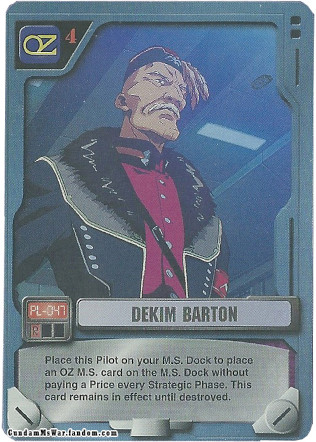 OZ 4
DEKIM BARTON
PL-047
R
Place this Pilot on your M.S. Dock to place
an OZ M.S. card on the M.S. Dock without
paying a Price every Strategic Phase. This
card remains in effect until destroyed.
GundamMsWar.fandom.com